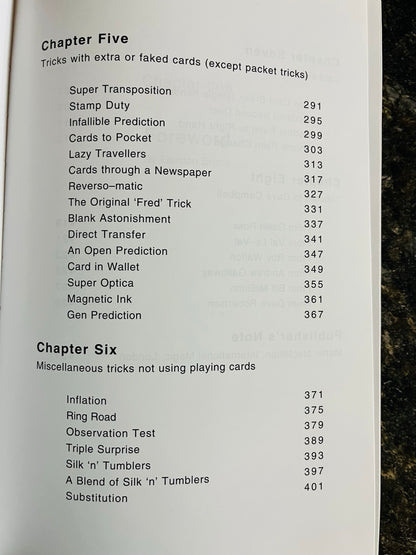 Chapter Five
Tricks with extra or faked cards (except packet tricks)
Super Transposition 291
Stamp Duty 295
Infallible Prediction 299
Cards to Pocket 303
Lazy Travellers 313
Cards through a Newspaper 317
Reverso–matic 327
The Original ‘Fred’ Trick 331
Blank Astonishment 337
Direct Transfer 341
An Open Prediction 347
Card in Wallet 349
Super Optica 355
Magnetic Ink 361
Gen Prediction 367
Chapter Six
Miscellaneous tricks not using playing cards
Inflation 371
Ring Road 375
Observation Test 379
Triple Surprise 389
Silk ‘n’ Tumblers 393
A Blend of Silk ‘n’ Tumblers 397
Substitution 401